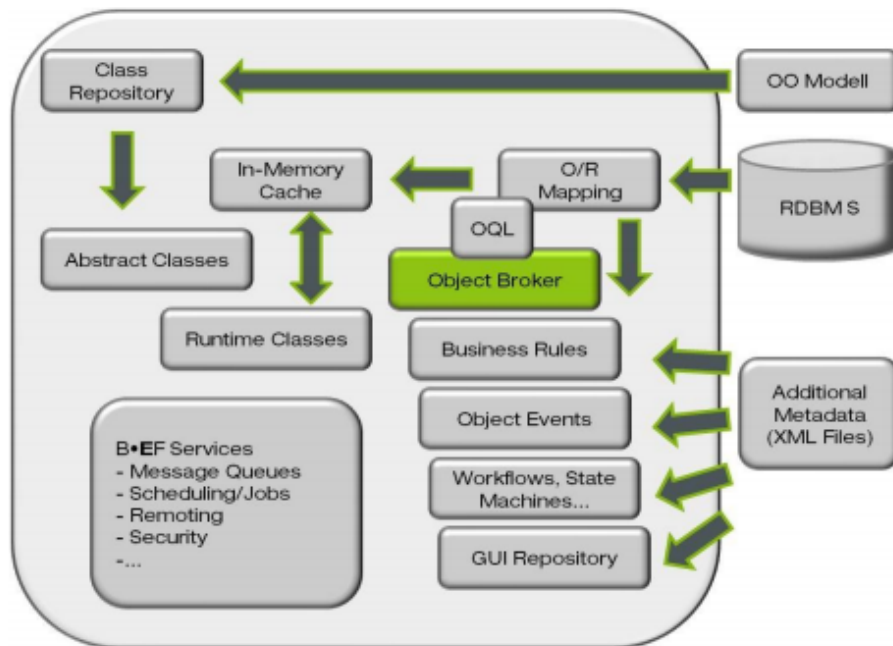 Class
Repository
OO Modell
In-Memory
Cache
O/R
Mapping
RDBM S
OQL
Abstract Classes
Object Broker
Runtime Classes
Business Rules
Additional
Metadata
(XML Files)
Object Events
B•EF Services
- Message Queues
- Scheduling/Jobs
- Remoting
- Security
-...
Workflows, State
Machines...
GUI Repository